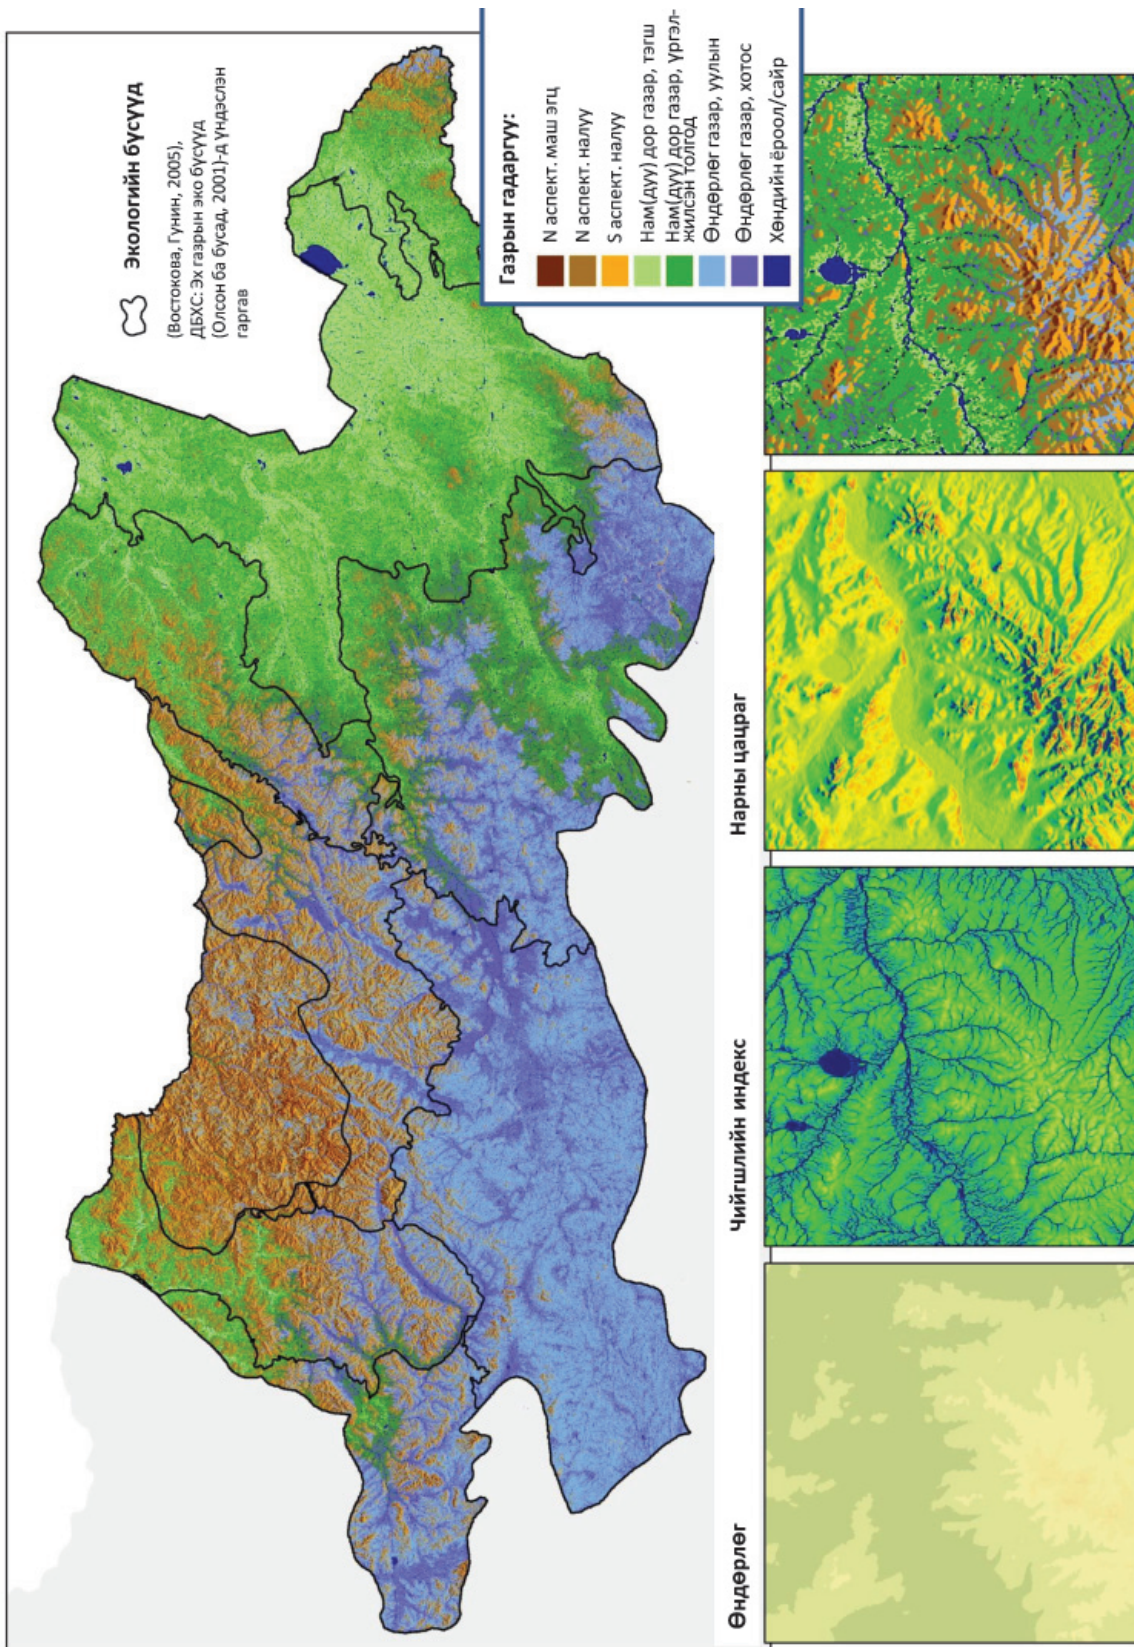 Экологийн бүсүүд
(Востокова, Гунин, 2005),
ДБХС: Эх газрын эко бүсүүд
(Олсон ба бусад, 2001)-д үндэслэн
гаргав
Газрын гадаргуу:
N аспект. маш эгц
N аспект. налуу
S аспект. налуу
Нам(дуу) дор газар, тэгш
Нам(дуу) дор газар, үргэл-
жилсэн толгод
Өндөрлөг газар, уулын
Өндөрлөг газар, хотос
Хөндийн ёроол/сайр
Өндөрлөг
Чийгшлийн индекс
Нарны цацраг